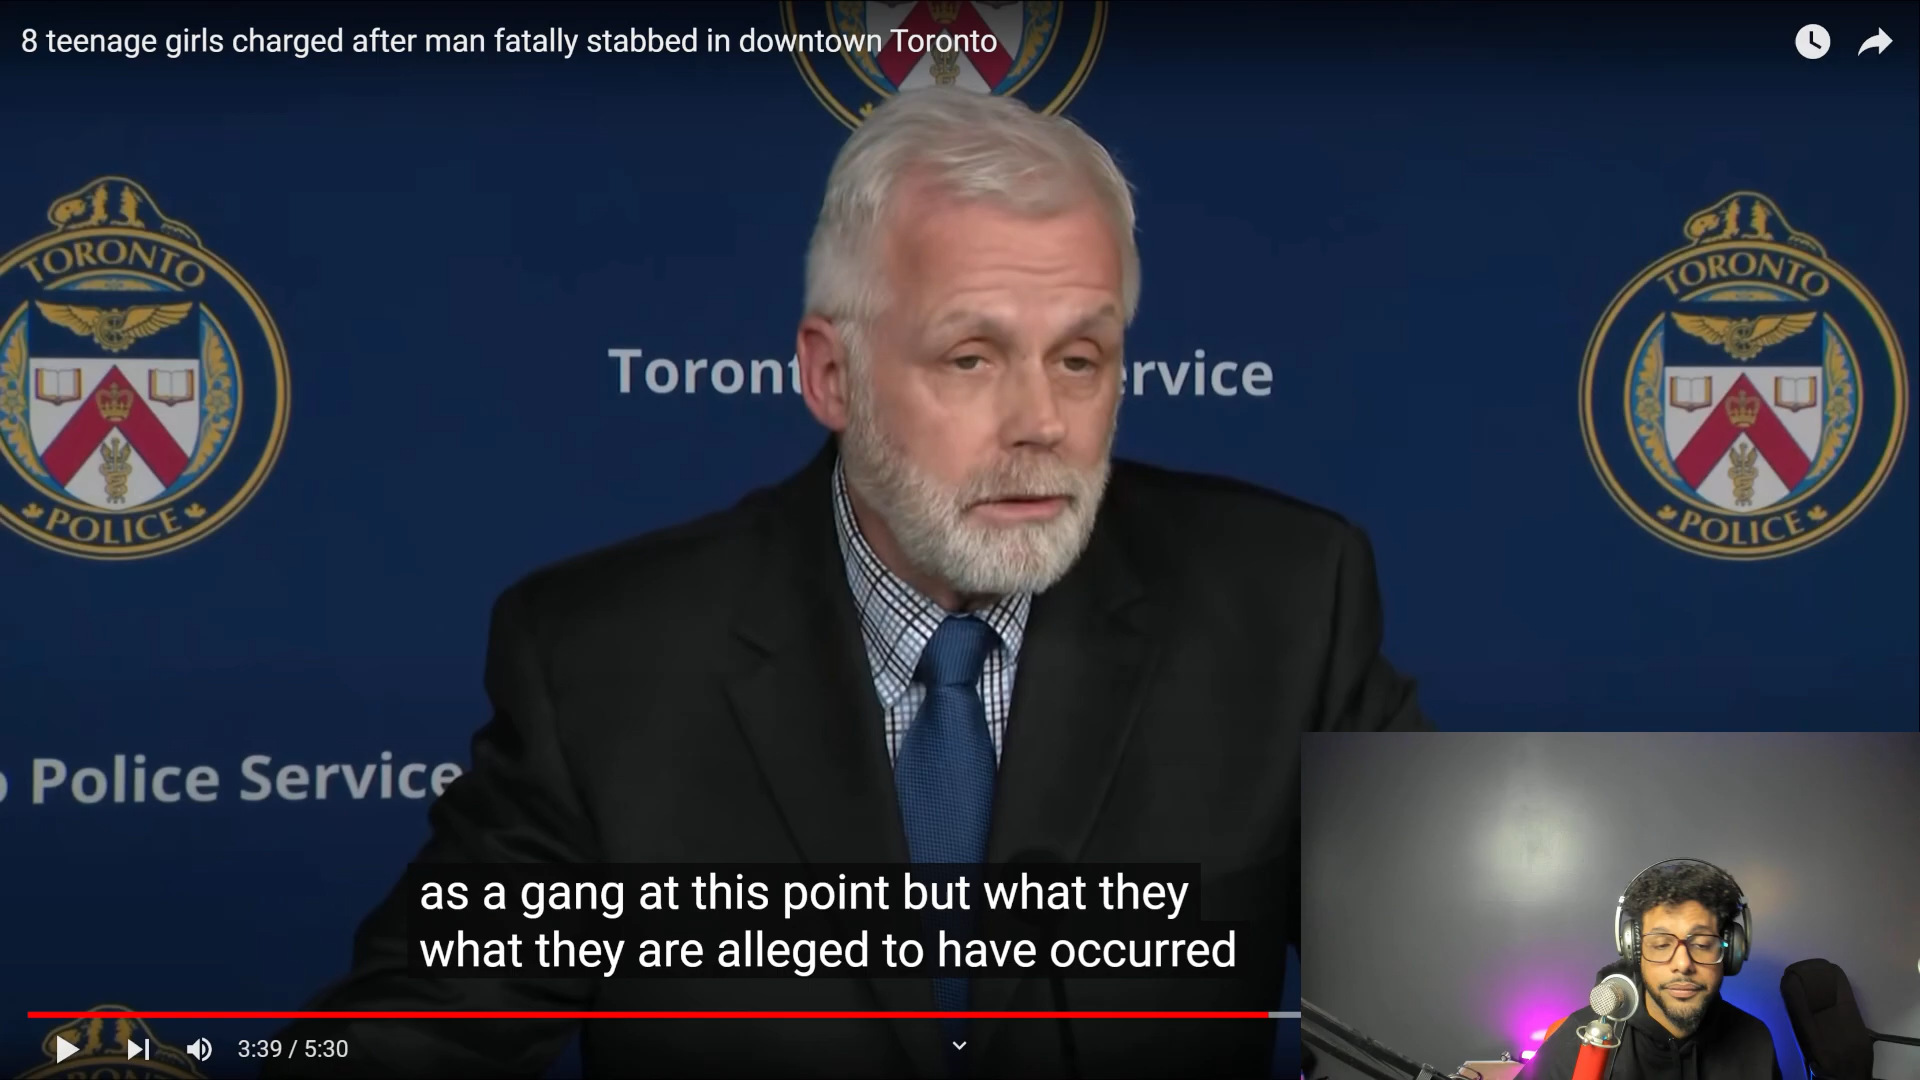 8 teenage girls charged after man fatally stabbed in downtown Toronto
TORONTO
POLICE
TORONTO
POLICE
Toront
ervice
Police Service
as a gang at this point but what they
what they are alleged to have occurred
3:39 / 5:30